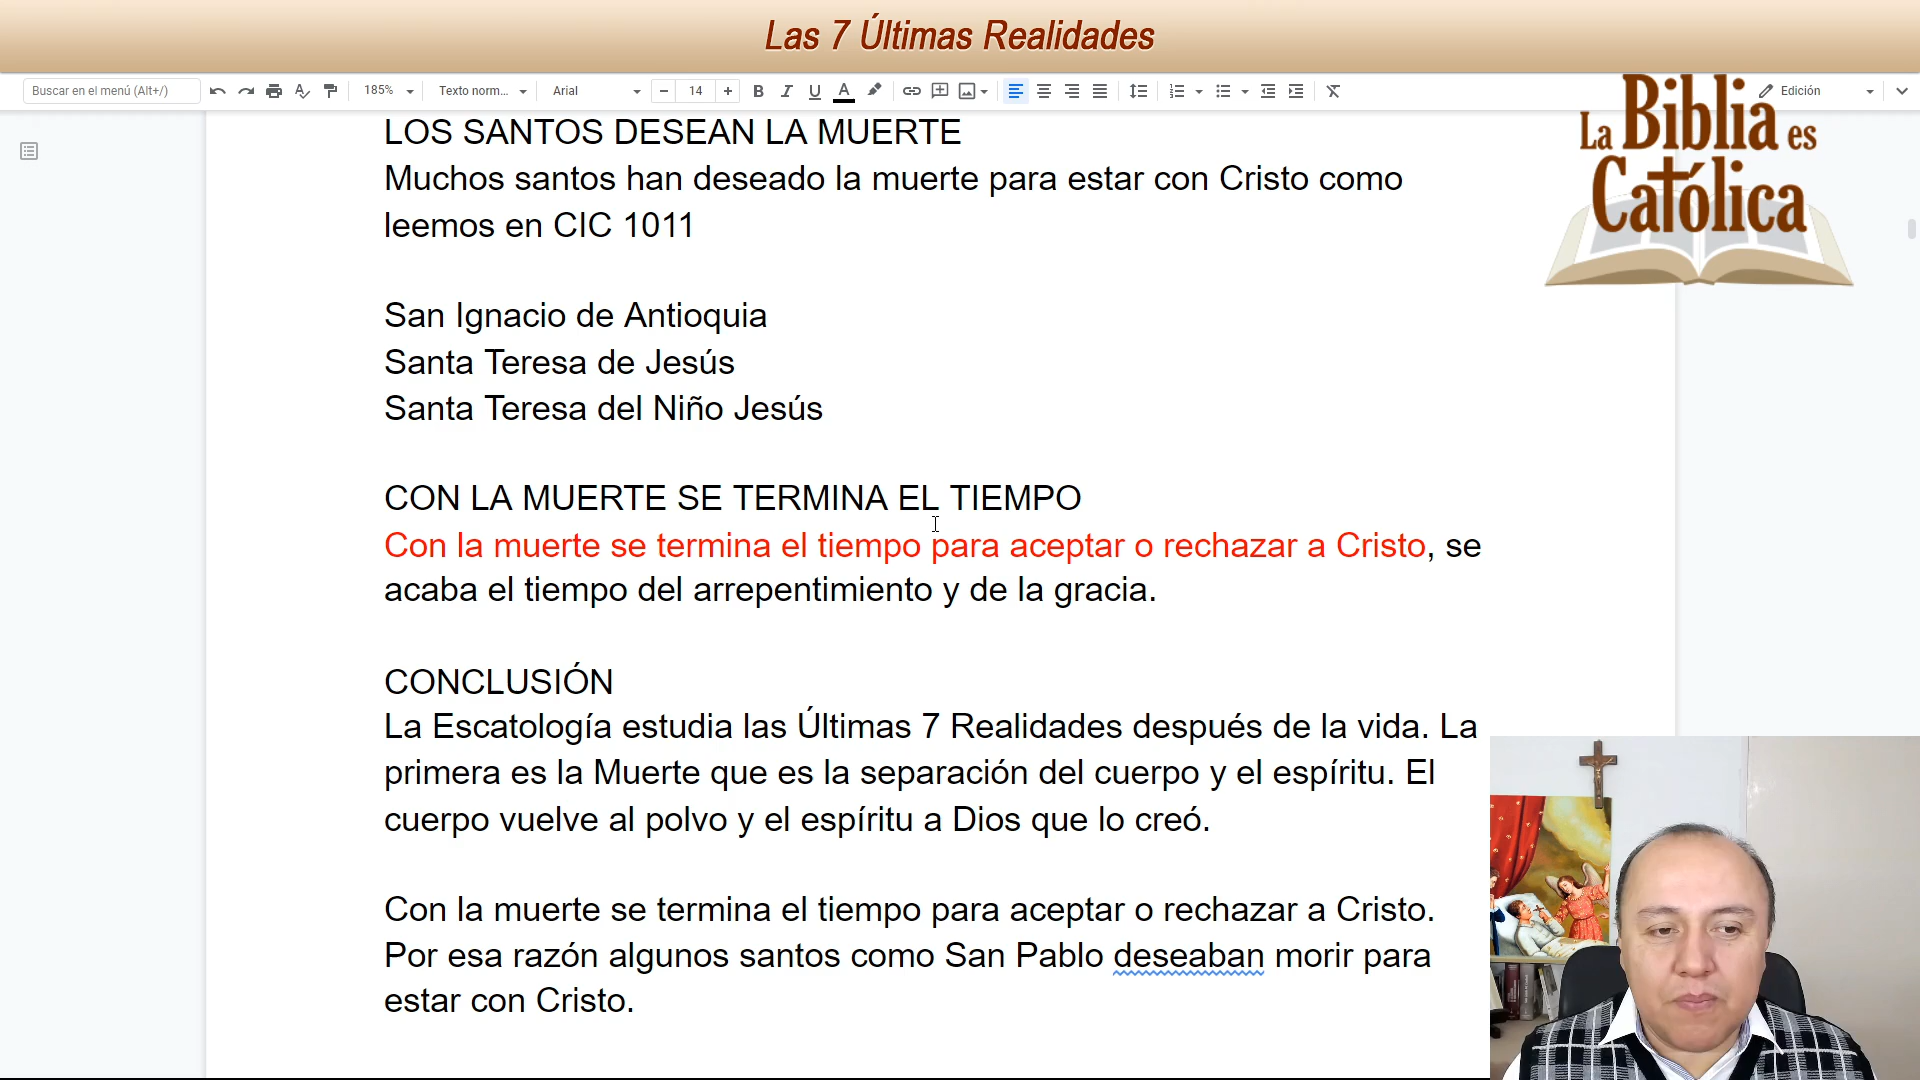 Las 7 Últimas Realidades
Buscar en el menú (Alt+/)
185%
Texto norm...
Arial
14
Edición
La Biblia es
Católica
LOS SANTOS DESEAN LA MUERTE
Muchos santos han deseado la muerte para estar con Cristo como
leemos en CIC 1011
San Ignacio de Antioquia
Santa Teresa de Jesús
Santa Teresa del Niño Jesús
CON LA MUERTE SE TERMINA EL TIEMPO
Con la muerte se termina el tiempo para aceptar o rechazar a Cristo, se
acaba el tiempo del arrepentimiento y de la gracia.
CONCLUSIÓN
La Escatología estudia las Últimas 7 Realidades después de la vida. La
primera es la Muerte que es la separación del cuerpo y el espíritu. El
cuerpo vuelve al polvo y el espíritu a Dios que lo creó.
Con la muerte se termina el tiempo para aceptar o rechazar a Cristo.
Por esa razón algunos santos como San Pablo deseaban morir para
estar con Cristo.